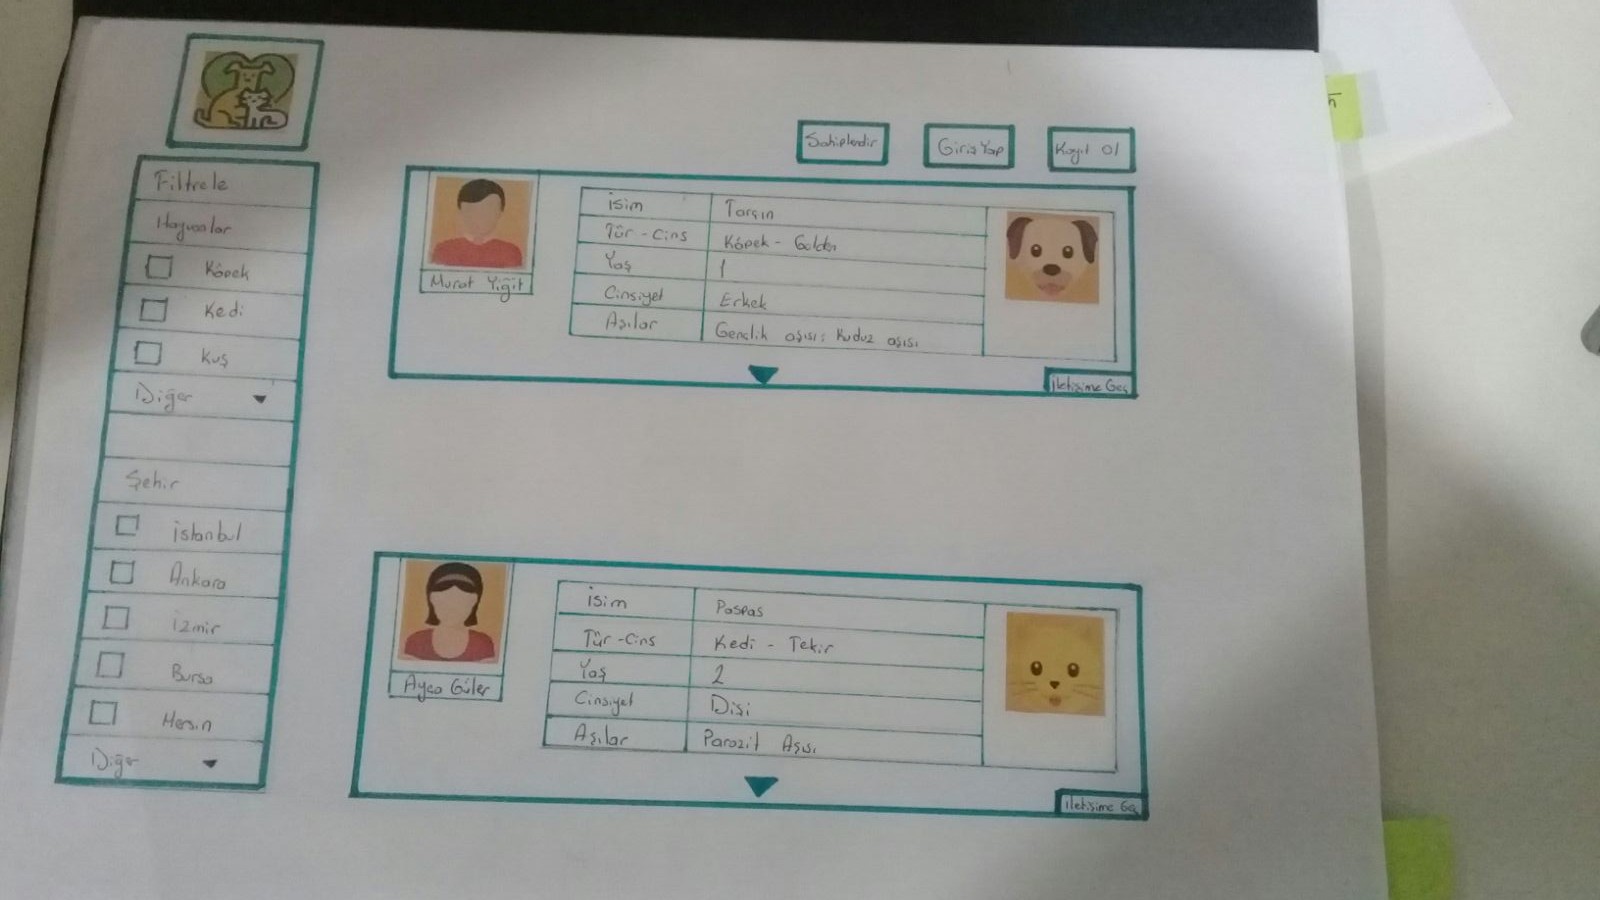 Sahiplendir
Giriş Yap
Kayıt Ol
Filtrele
Hayvanlar
Köpek
Kedi
Kuş
Diğer
Şehir
İstanbul
Ankara
İzmir
Bursa
Mersin
Diğer
Murat Yiğit
İsim Tarçın
Tür - Cins Köpek - Golden
Yaş 1
Cinsiyet Erkek
Aşılar Gençlik aşısı; Kuduz aşısı
İletişime Geç
Ayça Güler
İsim Paspas
Tür - Cins Kedi - Tekir
Yaş 2
Cinsiyet Dişi
Aşılar Parazit Aşısı
İletişime Geç